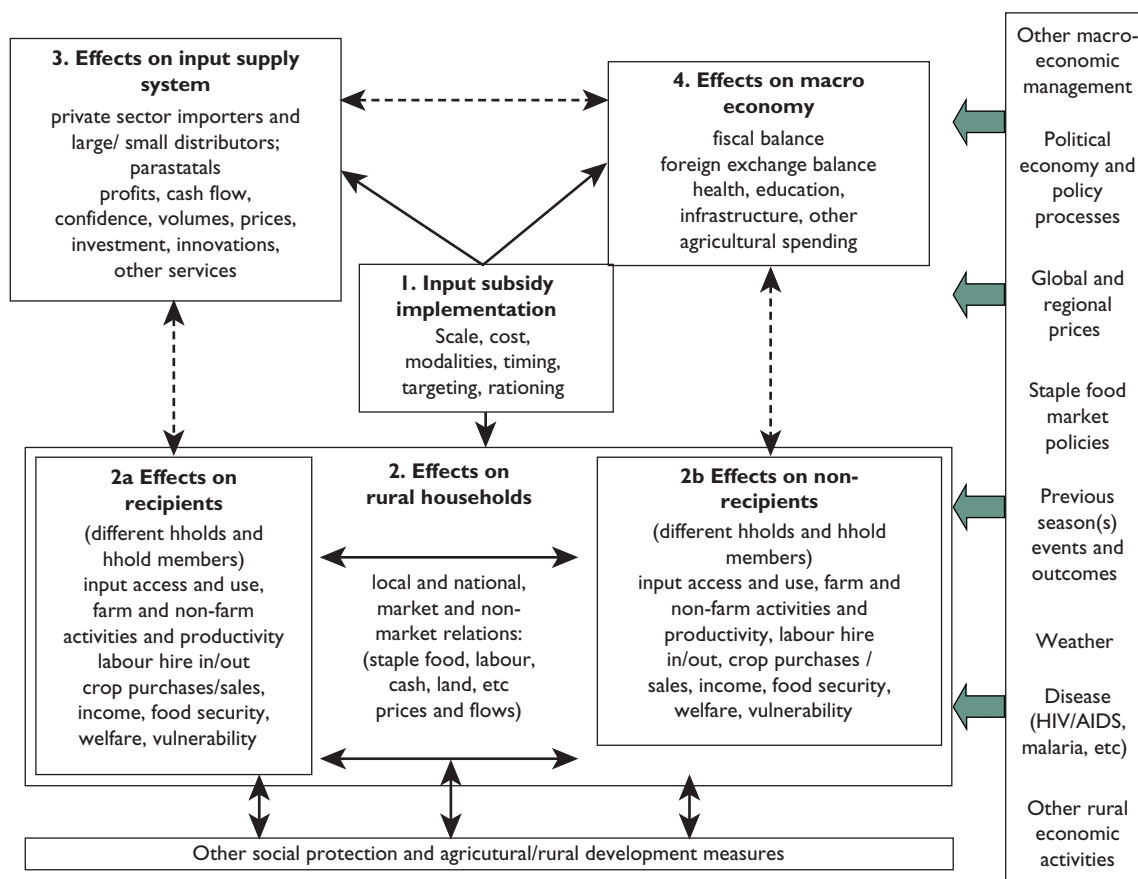 3. Effects on input supply
system
private sector importers and
large/ small distributors;
parastatals
profits, cash flow,
confidence, volumes, prices,
investment, innovations,
other services
4. Effects on macro
economy
fiscal balance
foreign exchange balance
health, education,
infrastructure, other
agricultural spending
1. Input subsidy
implementation
Scale, cost,
modalities, timing,
targeting, rationing
2a Effects on
recipients
(different hholds and
hhold members)
input access and use,
farm and non-farm
activities and productivity
labour hire in/out
crop purchases/sales,
income, food security,
welfare, vulnerability
2. Effects on
rural households
local and national,
market and non-
market relations:
(staple food, labour,
cash, land, etc
prices and flows)
2b Effects on non-
recipients
(different hholds and hhold
members)
input access and use, farm and
non-farm activities and
productivity, labour hire
in/out, crop purchases /
sales, income, food security,
welfare, vulnerability
Other social protection and agricutural/rural development measures
Other macro-
economic
management
Political
economy and
policy
processes
Global and
regional
prices
Staple food
market
policies
Previous
season(s)
events and
outcomes
Weather
Disease
(HIV/AIDS,
malaria, etc)
Other rural
economic
activities